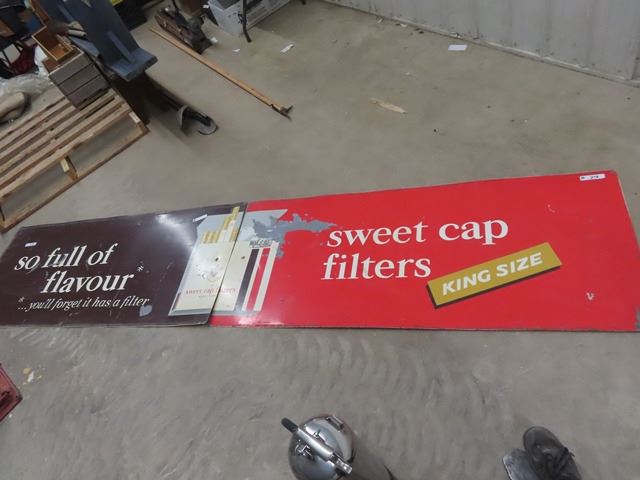 so full of
flavour*
*...you'll forget it has a filter
sweet cap
filters
KING SIZE